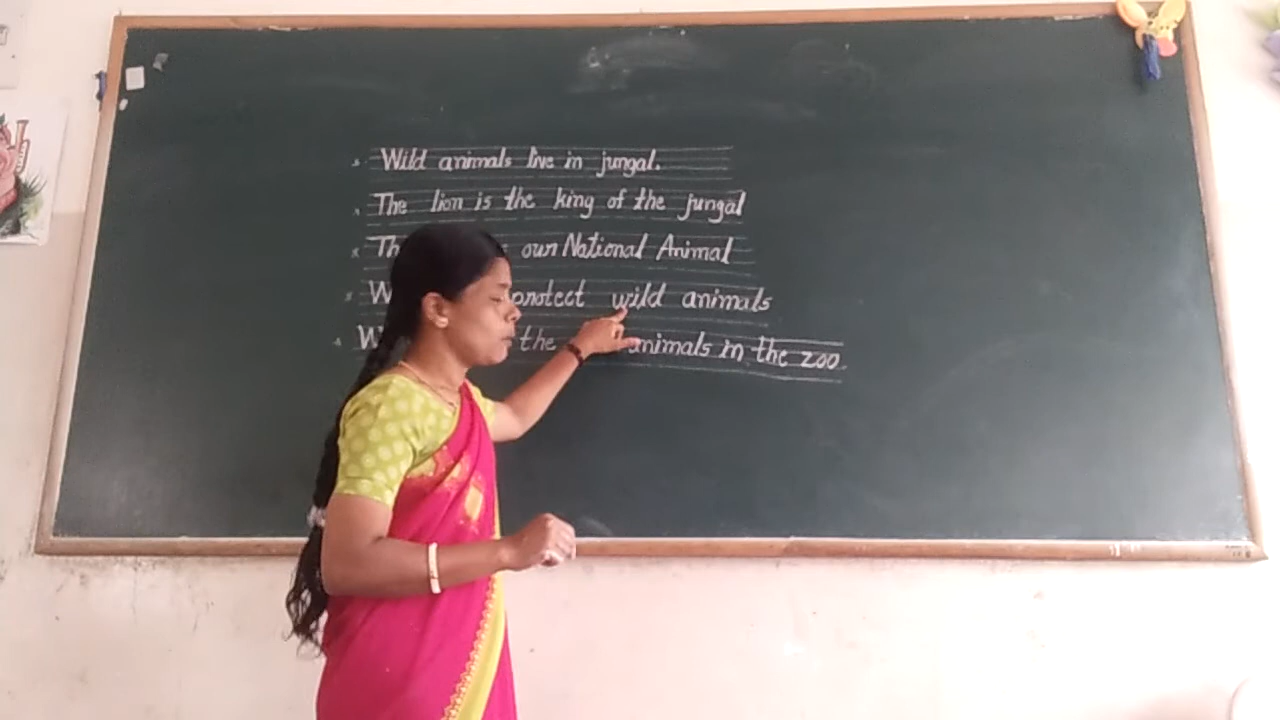 Wild animals live in jungal.
The lion is the king of the jungal
Th our National Animal
W protect wild animals
W the animals in the zoo.